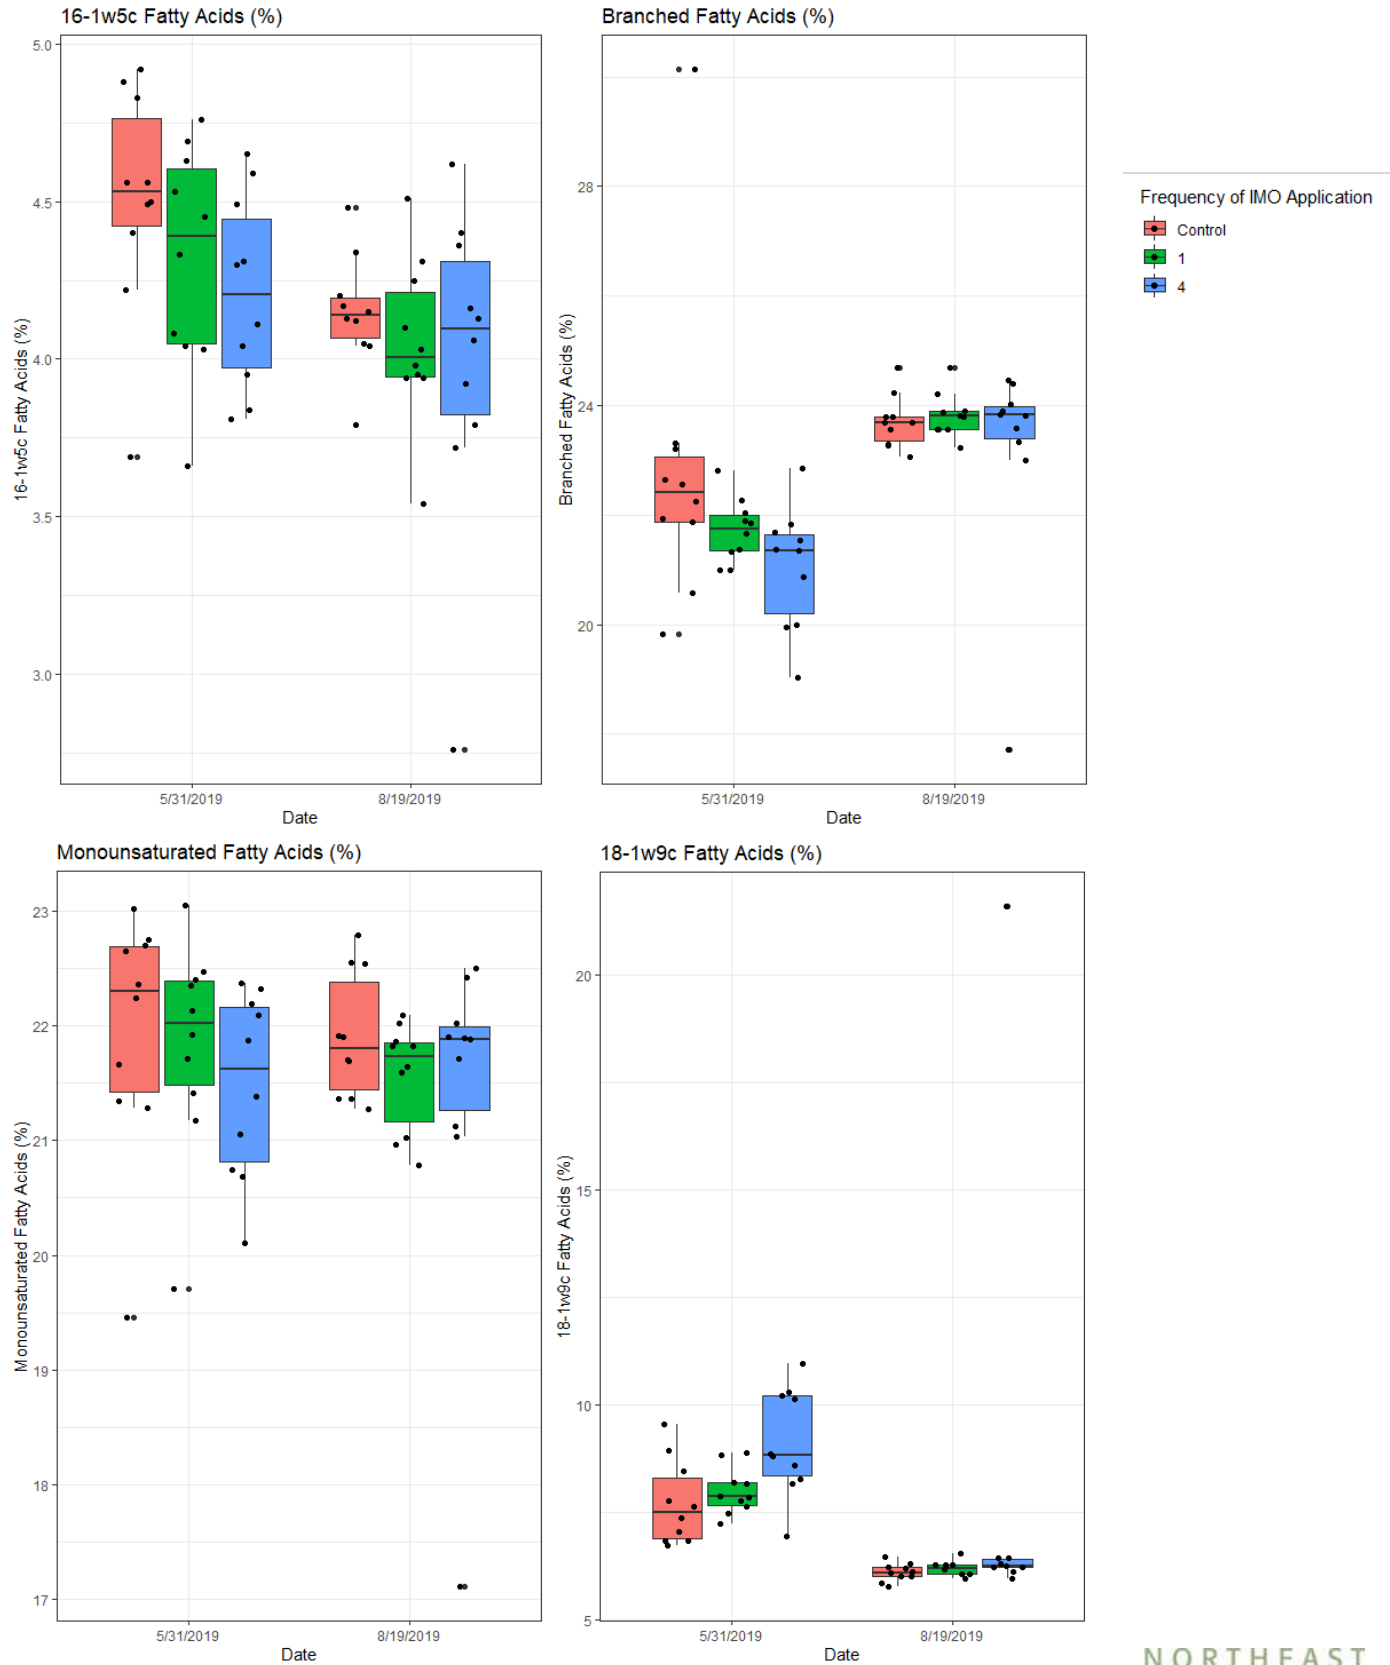 16-1w5c Fatty Acids (%)
5.0
4.5
4.0
3.5
3.0
16-1w5c Fatty Acids (%)
5/31/2019
8/19/2019
Date
Branched Fatty Acids (%)
28
24
20
Branched Fatty Acids (%)
5/31/2019
8/19/2019
Date
Frequency of IMO Application
Control
1
4
Monounsaturated Fatty Acids (%)
23
22
21
20
19
18
17
Monounsaturated Fatty Acids (%)
5/31/2019
8/19/2019
Date
18-1w9c Fatty Acids (%)
20
15
10
5
18-1w9c Fatty Acids (%)
5/31/2019
8/19/2019
Date
NORTHEAST